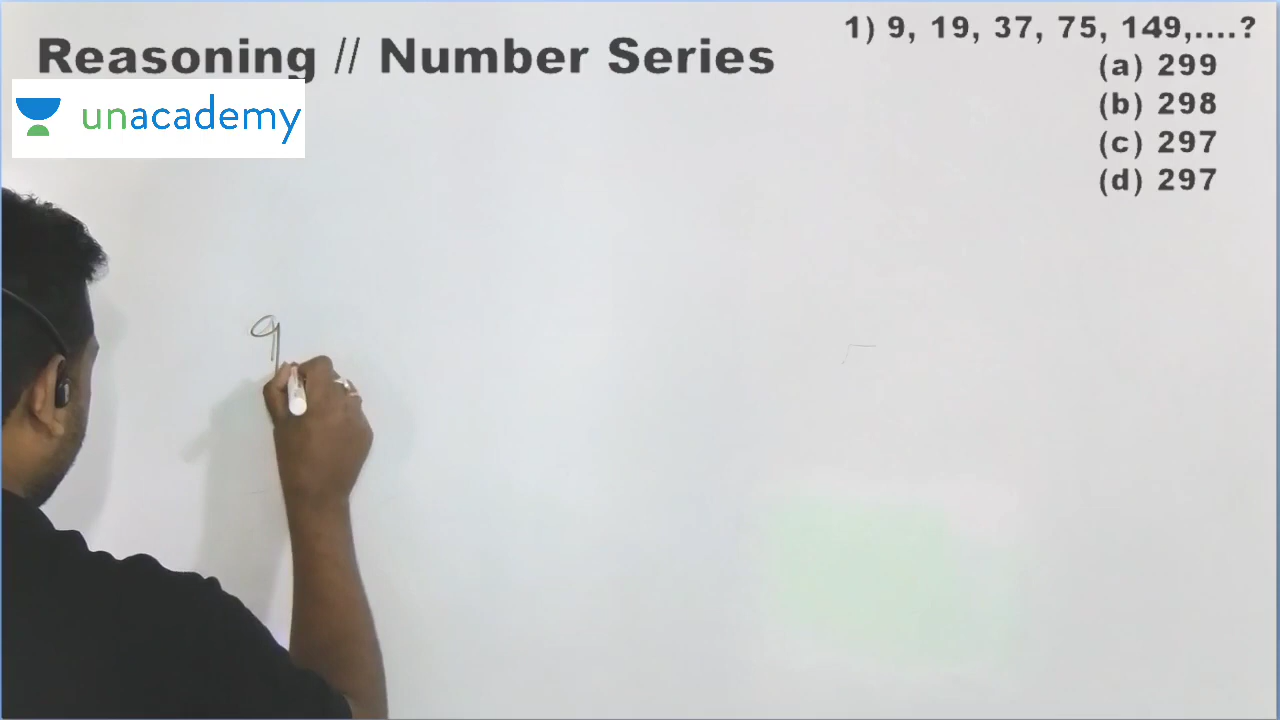 Reasoning // Number Series
unacademy
1) 9, 19, 37, 75, 149,....?
(a) 299
(b) 298
(c) 297
(d) 297
9